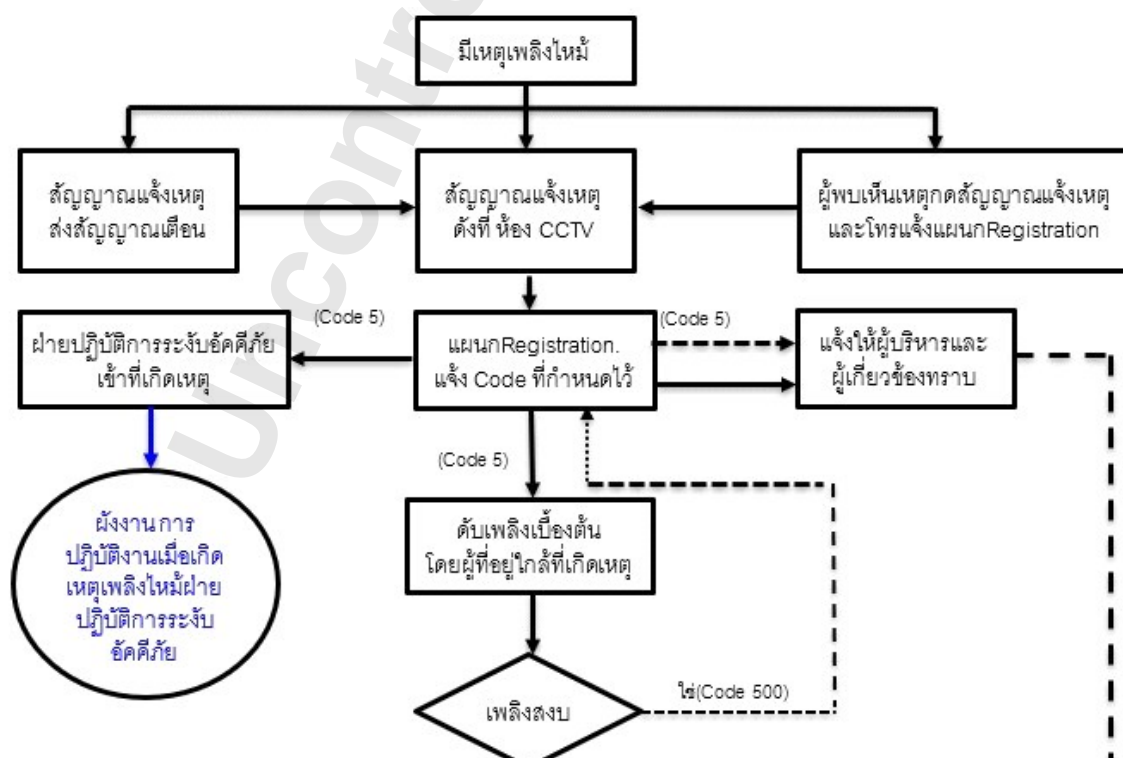 มีเหตุเพลิงไหม้
สัญญาณแจ้งเหตุ
ส่งสัญญาณเตือน
สัญญาณแจ้งเหตุ
ดังที่ ห้อง CCTV
ผู้พบเห็นเหตุกดสัญญาณแจ้งเหตุ
และโทรแจ้งแผนกRegistration
ฝ่ายปฏิบัติการระงับอัคคีภัย
เข้าที่เกิดเหตุ
(Code 5)
แผนกRegistration.
แจ้ง Code ที่กำหนดไว้
(Code 5)
แจ้งให้ผู้บริหารและ
ผู้เกี่ยวข้องทราบ
(Code 5)
ผังงาน การ
ปฏิบัติงานเมื่อเกิด
เหตุเพลิงไหม้ฝ่าย
ปฏิบัติการระงับ
อัคคีภัย
ดับเพลิงเบื้องต้น
โดยผู้ที่อยู่ใกล้ที่เกิดเหตุ
เพลิงสงบ
ใช่(Code 500)
Uncontr